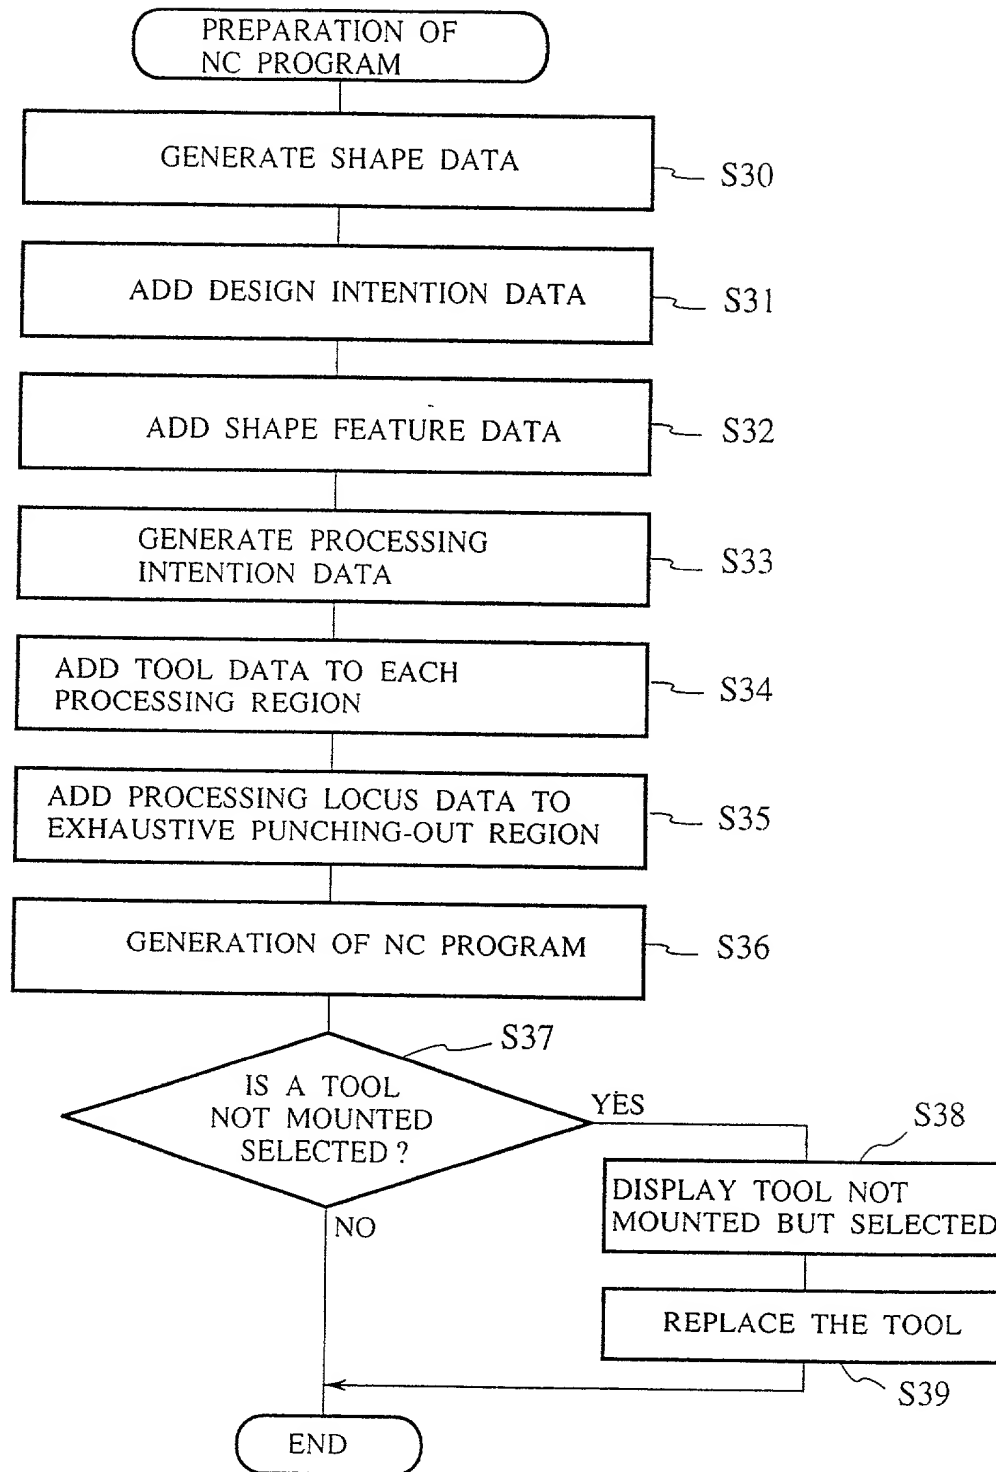 PREPARATION OF
NC PROGRAM
GENERATE SHAPE DATA
S30
ADD DESIGN INTENTION DATA
S31
ADD SHAPE FEATURE DATA
S32
GENERATE PROCESSING
INTENTION DATA
S33
ADD TOOL DATA TO EACH
PROCESSING REGION
S34
ADD PROCESSING LOCUS DATA TO
EXHAUSTIVE PUNCHING-OUT REGION
S35
GENERATION OF NC PROGRAM
S36
S37
IS A TOOL
NOT MOUNTED
SELECTED ?
YES
NO
S38
DISPLAY TOOL NOT
MOUNTED BUT SELECTED
REPLACE THE TOOL
S39
END